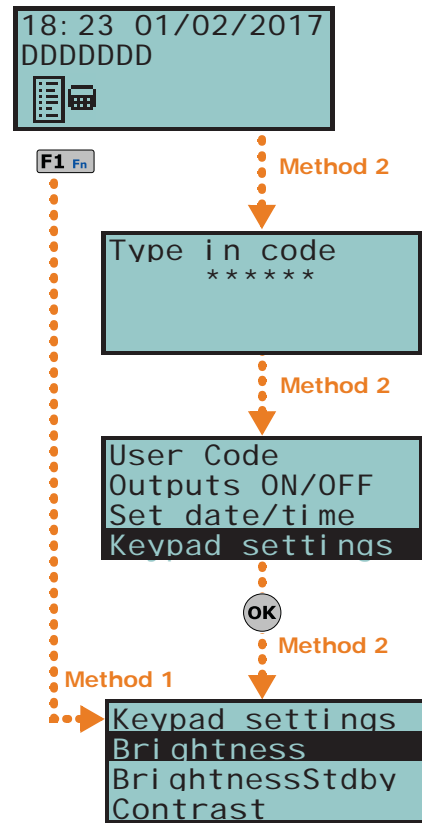 18:23 01/02/2017
DDDDDDD
F1 Fn
Method 2
Type in code
******
Method 2
User Code
Outputs ON/OFF
Set date/time
Keypad settings
OK
Method 2
Method 1
Keypad settings
Brightness
BrightnessStdby
Contrast